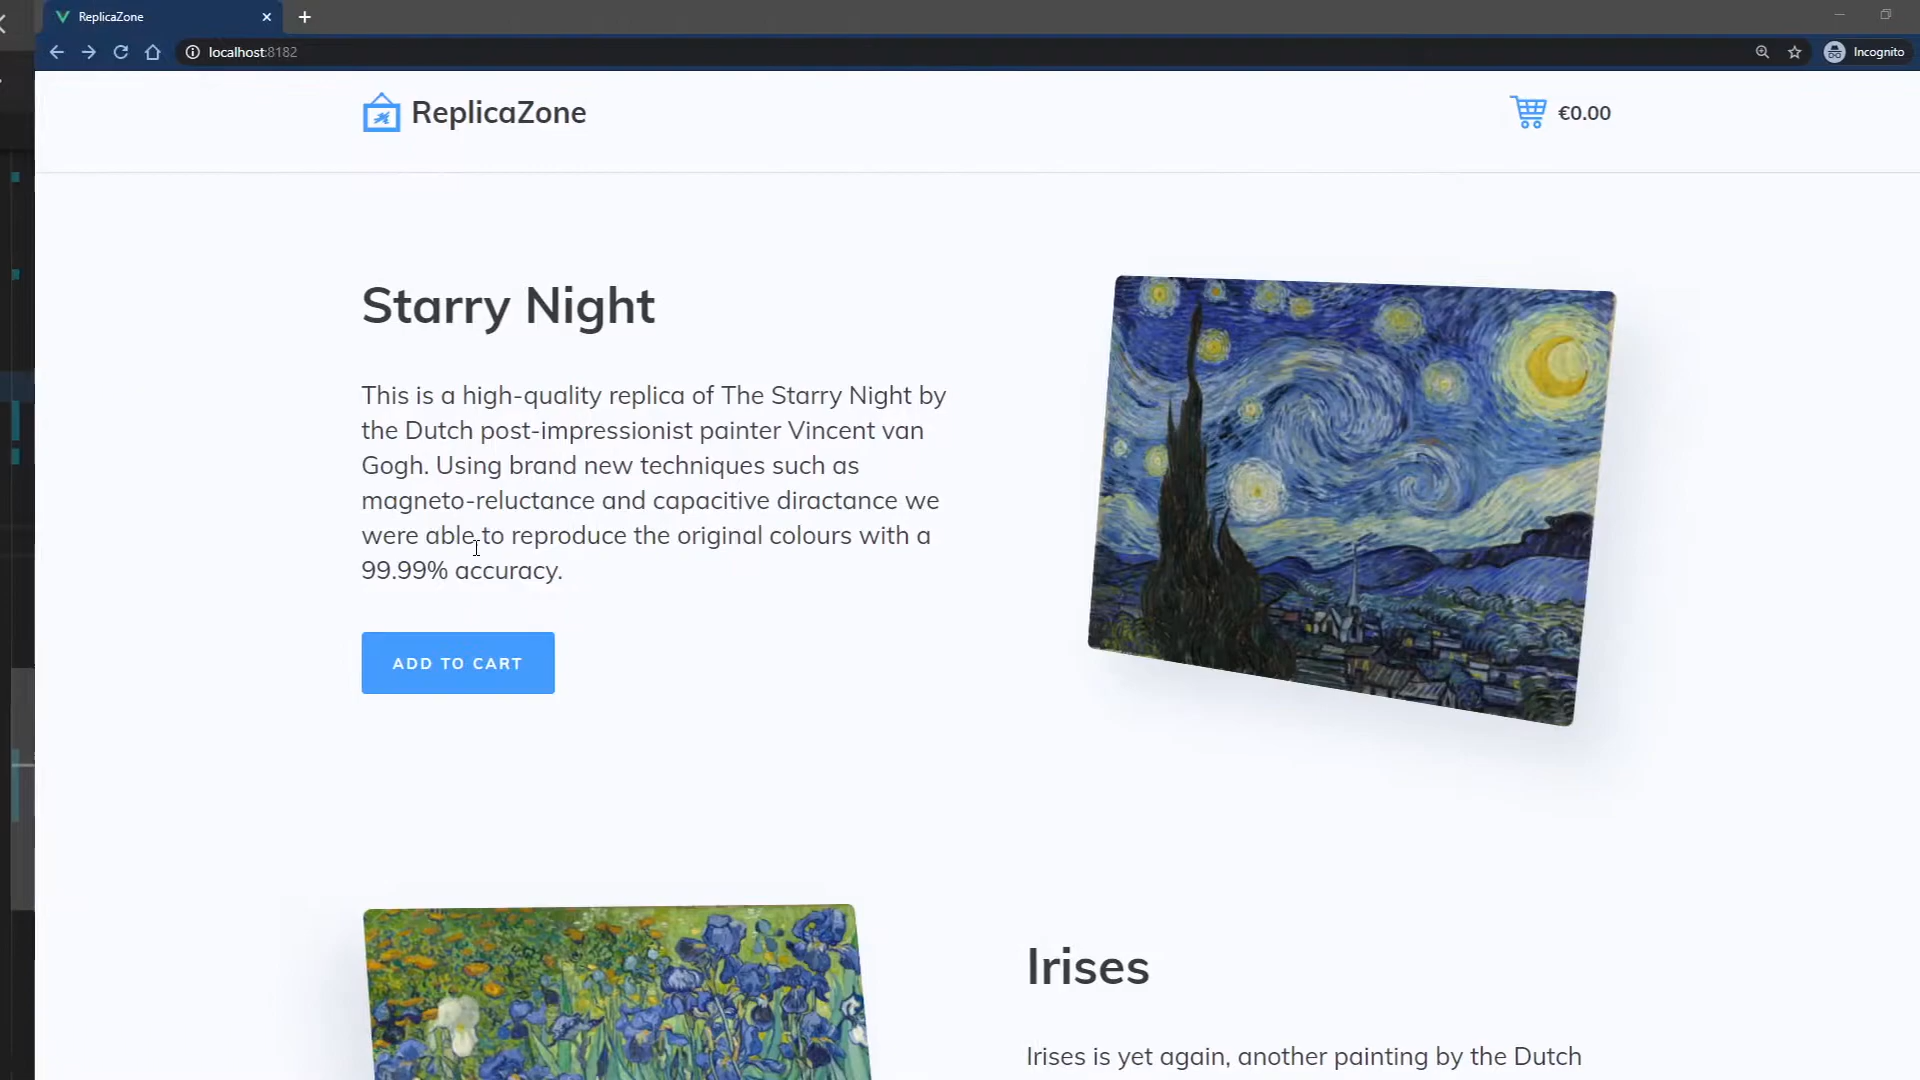 ReplicaZone
localhost:8182
Incognito
ReplicaZone
€0.00
Starry Night
This is a high-quality replica of The Starry Night by
the Dutch post-impressionist painter Vincent van
Gogh. Using brand new techniques such as
magneto-reluctance and capacitive diractance we
were able to reproduce the original colours with a
99.99% accuracy.
ADD TO CART
Irises
Irises is yet again, another painting by the Dutch